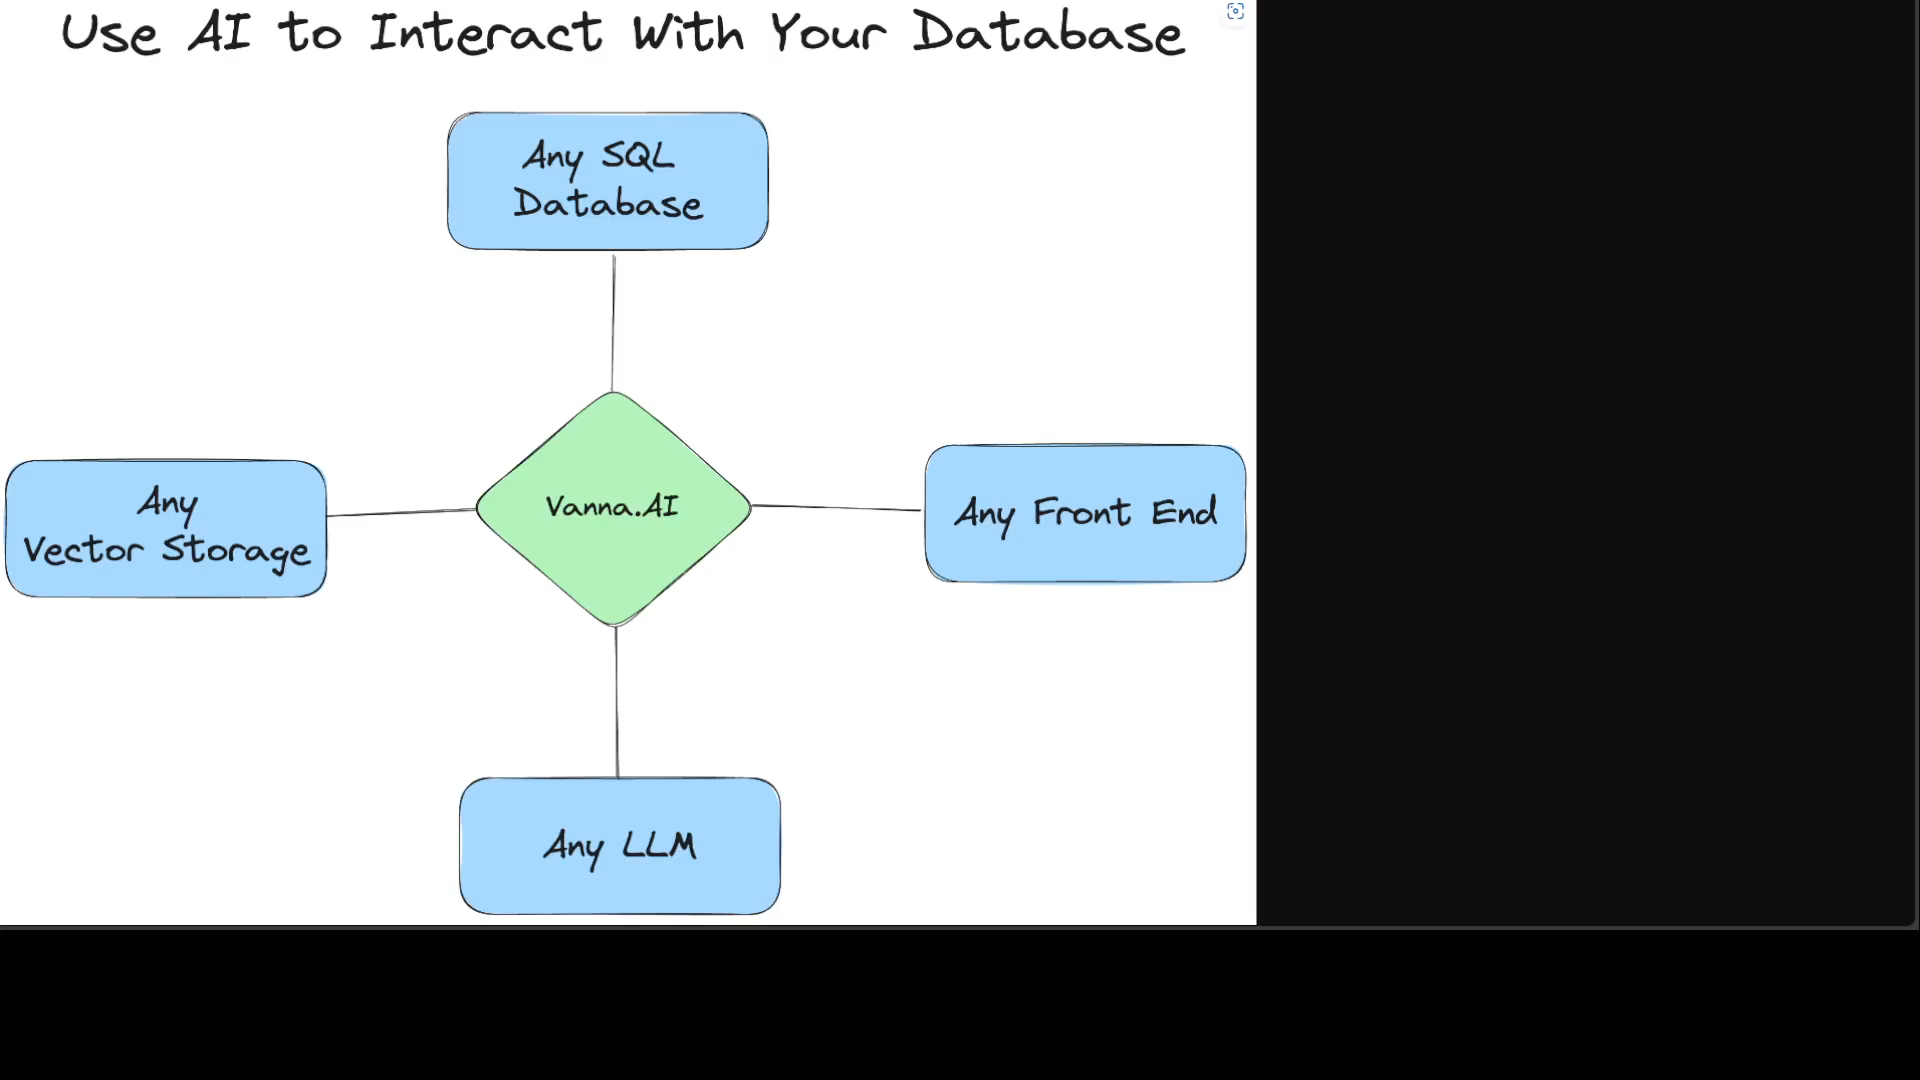 Use AI to Interact With Your Database
Any SQL
Database
Any
Vector Storage
Vanna.AI
Any Front End
Any LLM